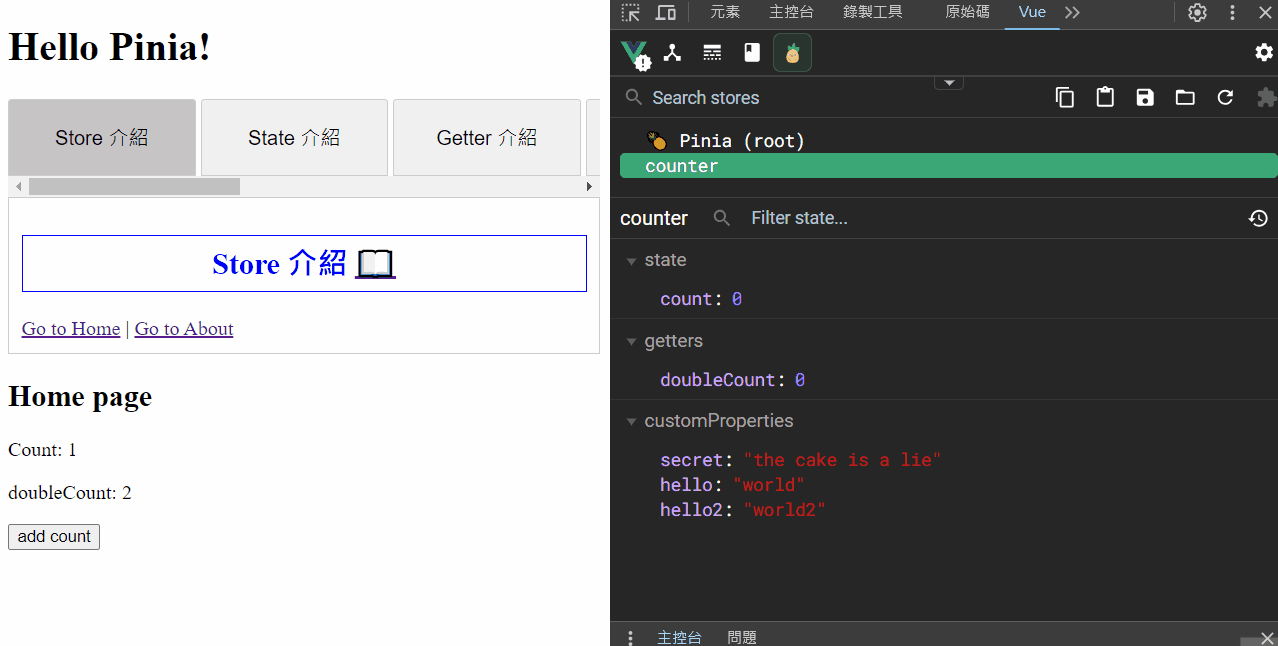 Hello Pinia!
Store 介紹
State 介紹
Getter 介紹
Store 介紹
Go to Home | Go to About
Home page
Count: 1
doubleCount: 2
add count
元素 主控台 錄製工具 原始碼 Vue
Search stores
Pinia (root)
counter
counter Filter state...
state
count: 0
getters
doubleCount: 0
customProperties
secret: "the cake is a lie"
hello: "world"
hello2: "world2"
主控台 問題